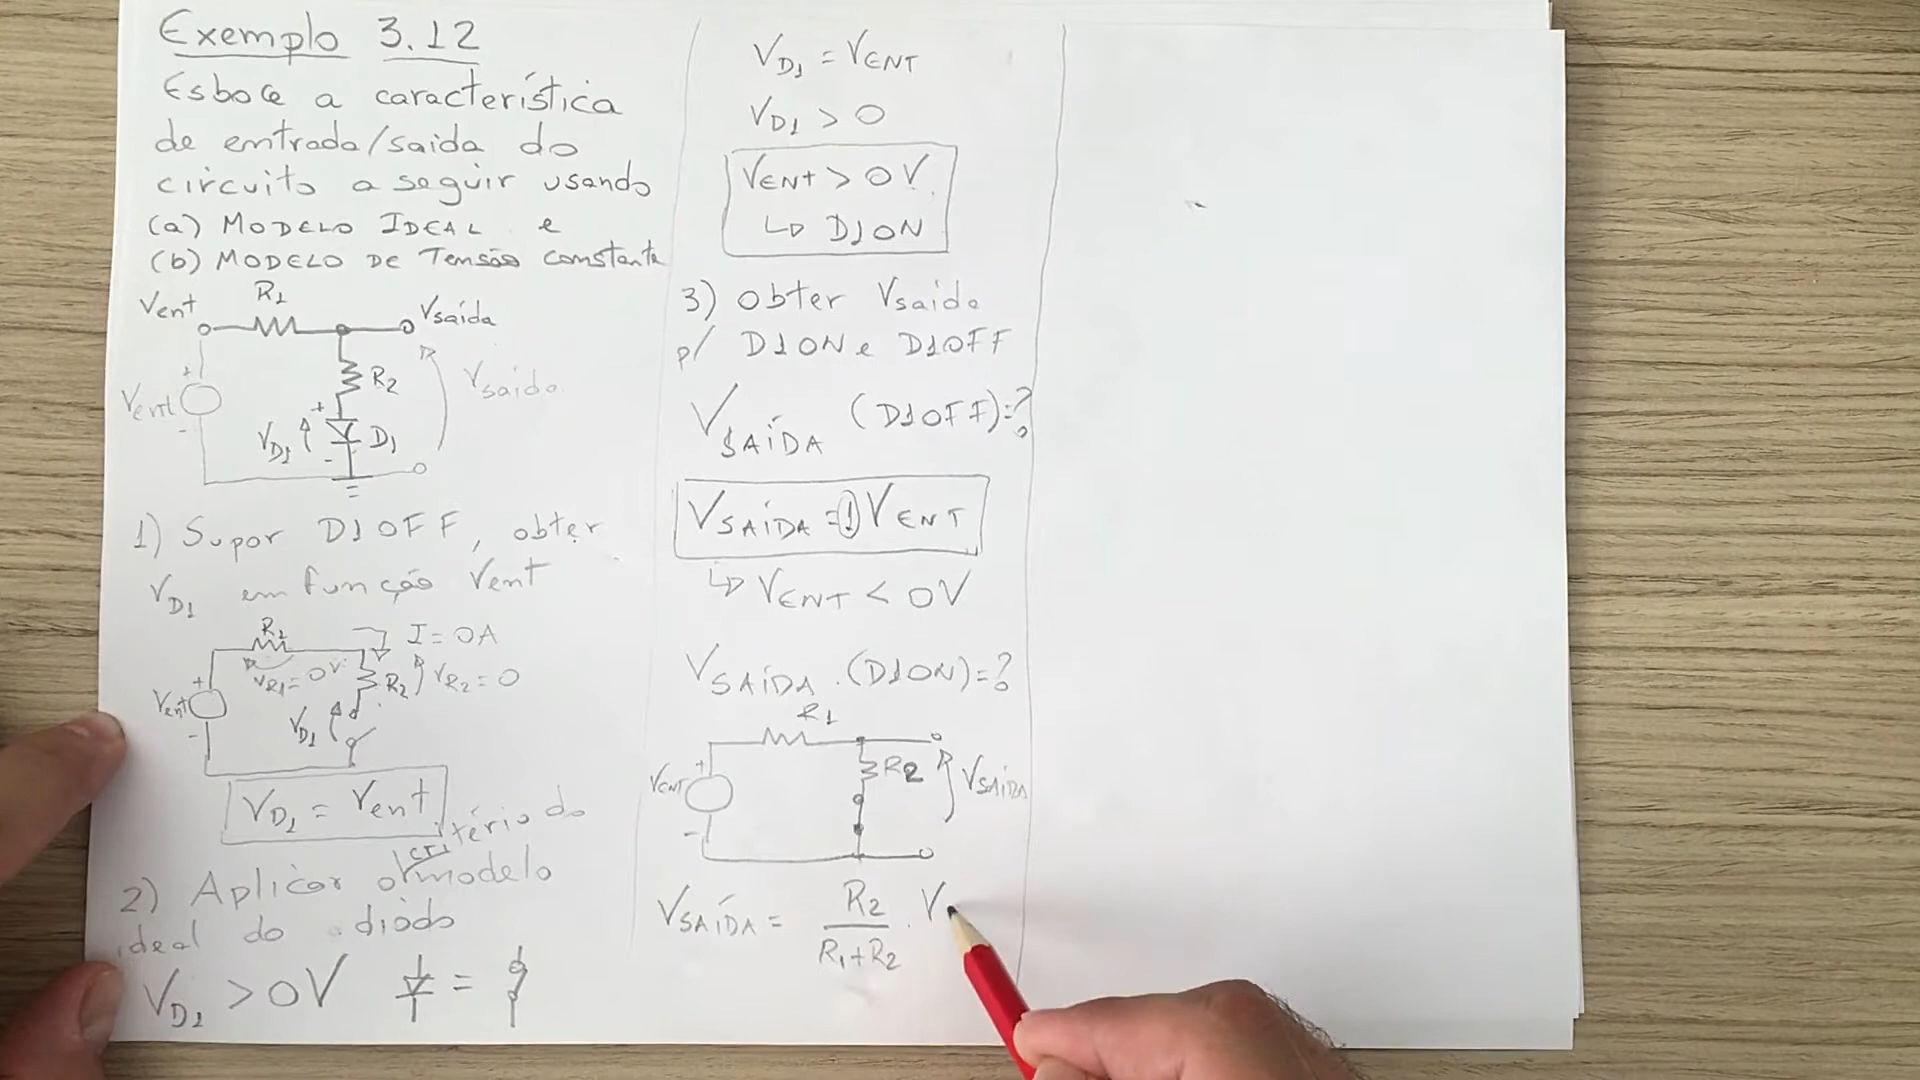 Exemplo 3.12
Esboce a característica
de entrada/saida do
circuito a seguir usando
(a) MODELO IDEAL e
(b) MODELO DE Tensão constante
Vent R1 Vsaída
R2
Vent + - Vsaída
VD1 + - D1
1) Supor D1 OFF, obter
VD1 em função Vent
R1 I = 0A
VR1 = 0V R2 VR2 = 0
Vent + - VD1
VD1 = Vent
2) Aplicar o critério do modelo
ideal do diodo
VD1 > 0V =
VD1 = VENT
VD1 > 0
VENT > 0V
↳ D1 ON
3) Obter Vsaída
p/ D1 ON e D1 OFF
VSAÍDA (D1 OFF) = ?
VSAÍDA = 1 VENT
↳ VENT < 0V
VSAÍDA (D1 ON) = ?
R1
VENT + - R2 VSAÍDA
VSAÍDA = R2 / R1+R2 . V